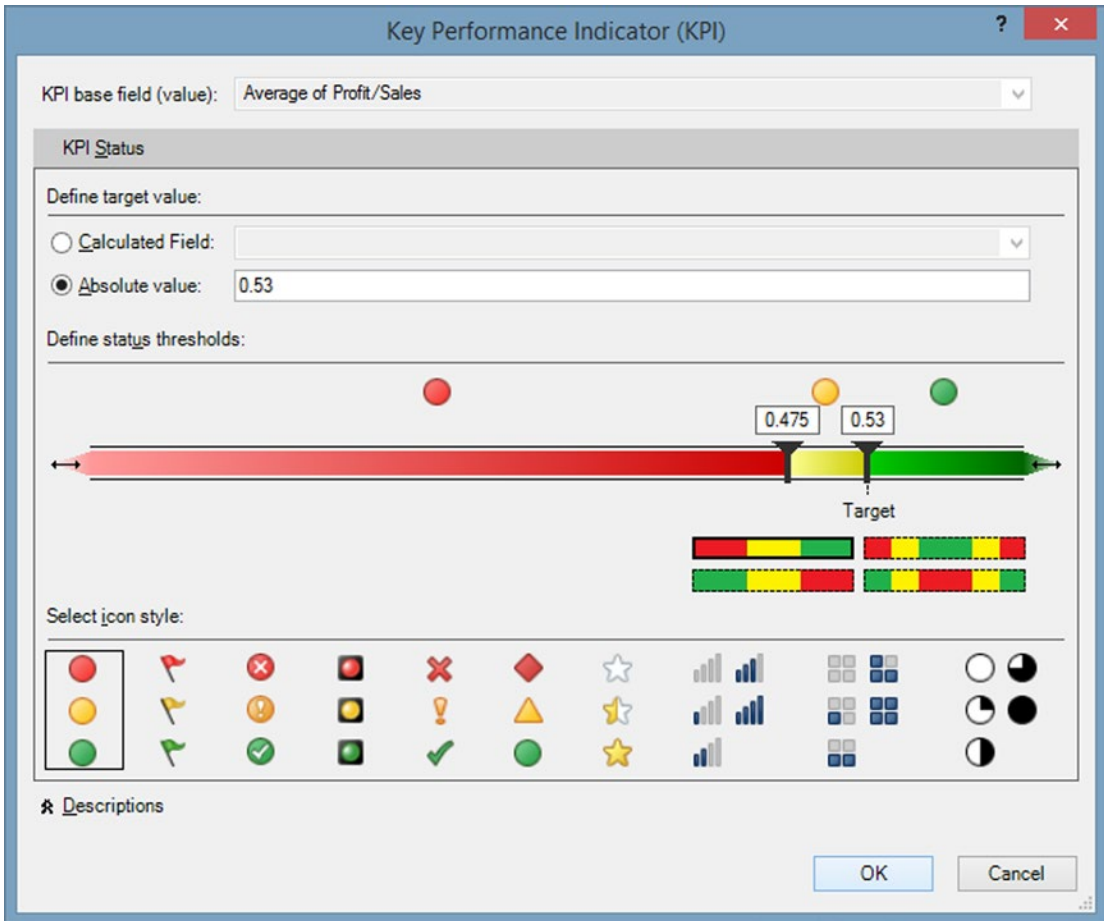 Key Performance Indicator (KPI)
?
KPI base field (value): Average of Profit/Sales
KPI Status
Define target value:
Calculated Field:
Absolute value: 0.53
Define status thresholds:
0.475 0.53
Target
Select icon style:
Descriptions
OK Cancel